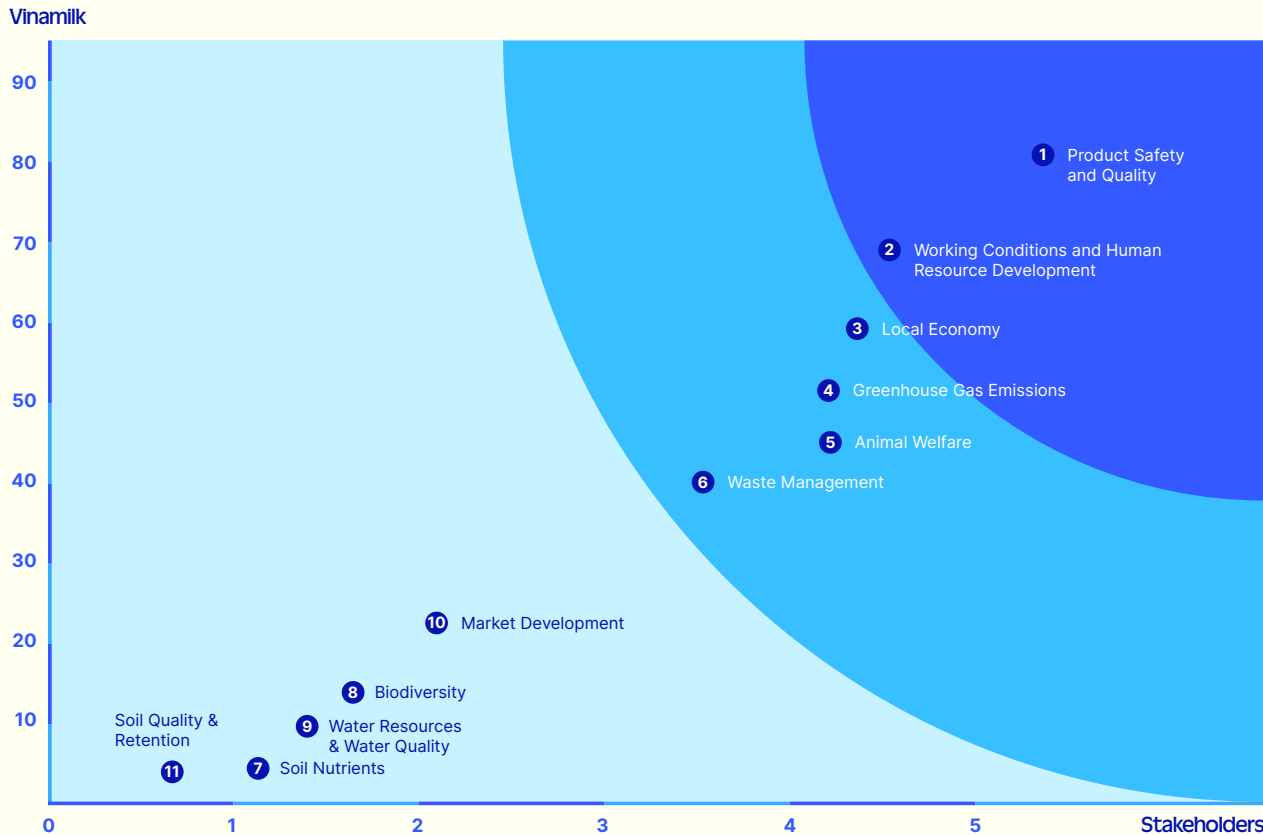 Vinamilk
90
80
70
60
50
40
30
20
10
1 Product Safety
and Quality
2 Working Conditions and Human
Resource Development
3 Local Economy
4 Greenhouse Gas Emissions
5 Animal Welfare
6 Waste Management
10 Market Development
8 Biodiversity
9 Water Resources
& Water Quality
Soil Quality &
Retention
11
7 Soil Nutrients
0 1 2 3 4 5 Stakeholders